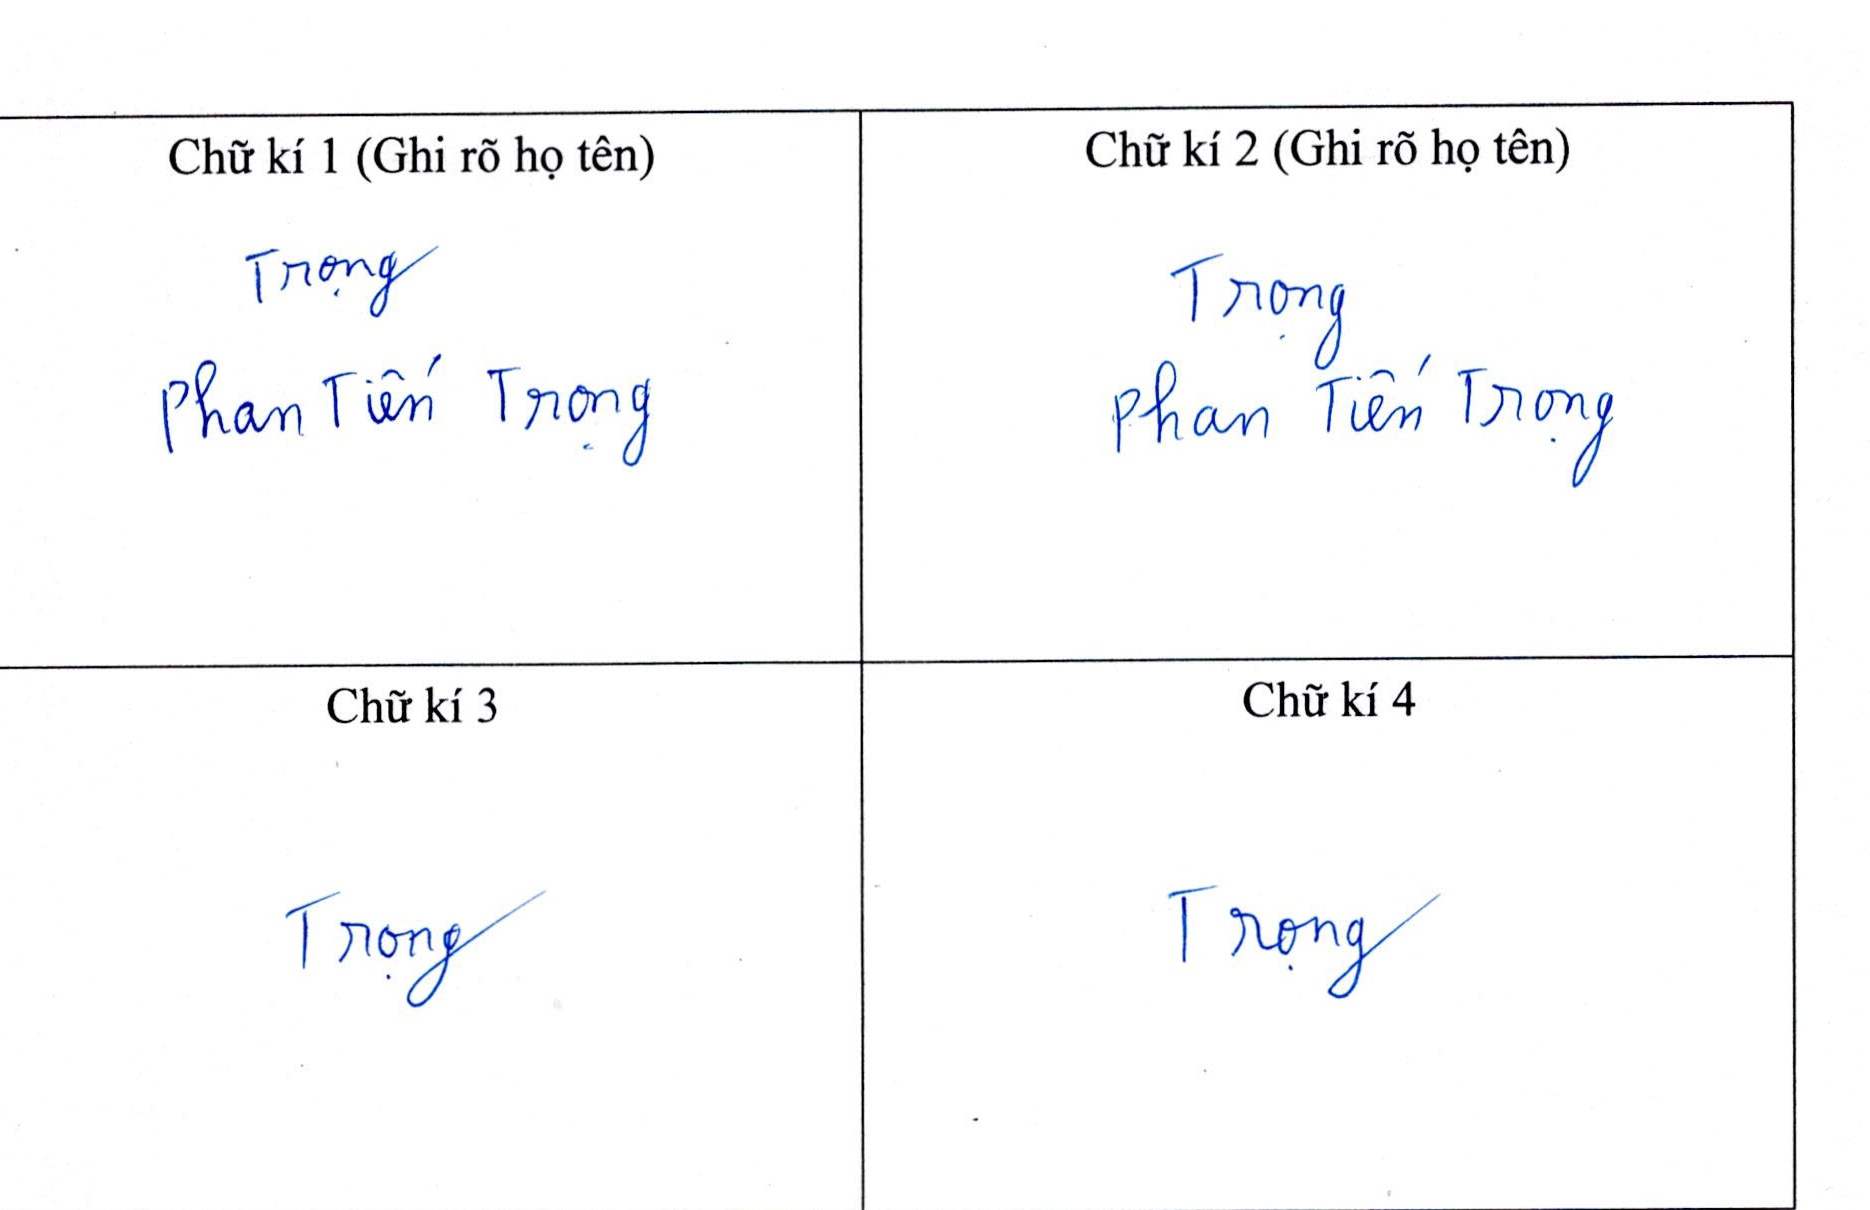 Chữ kí 1 (Ghi rõ họ tên)
Trọng
Phan Tiến Trọng
Chữ kí 2 (Ghi rõ họ tên)
Trọng
Phan Tiến Trọng
Chữ kí 3
Trọng
Chữ kí 4
Trọng